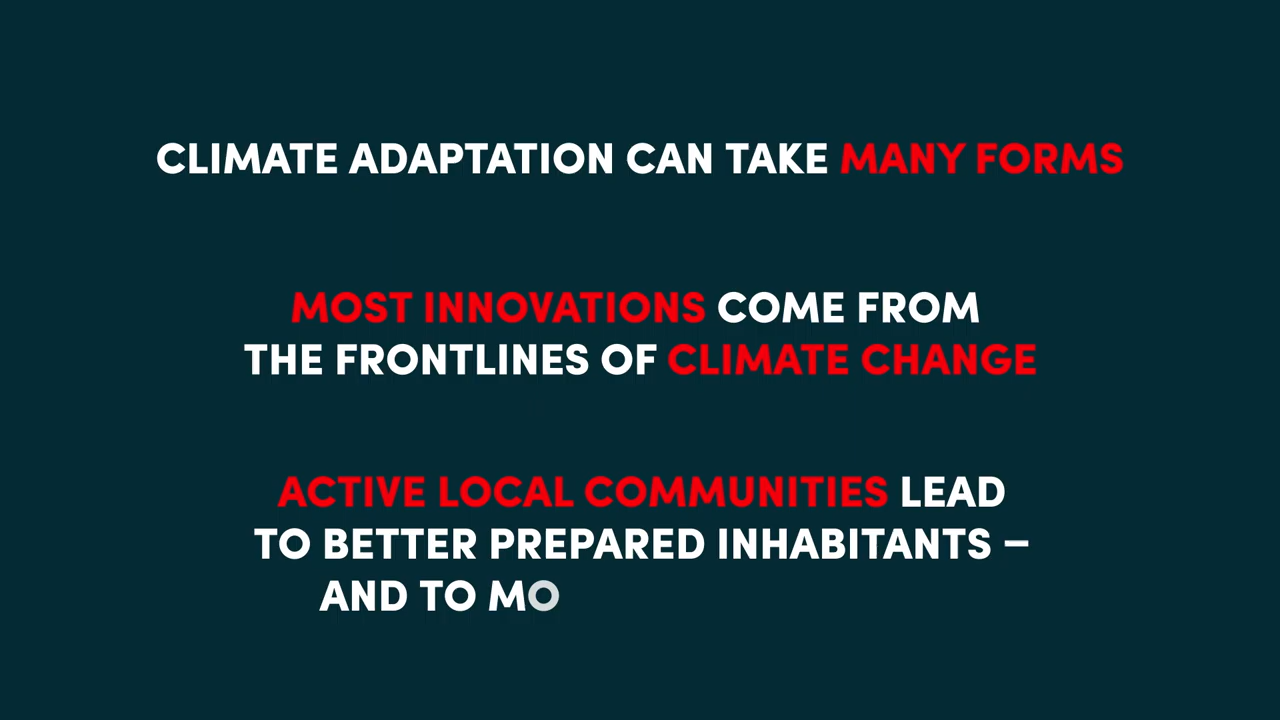 CLIMATE ADAPTATION CAN TAKE MANY FORMS
MOST INNOVATIONS COME FROM
THE FRONTLINES OF CLIMATE CHANGE
ACTIVE LOCAL COMMUNITIES LEAD
TO BETTER PREPARED INHABITANTS –
AND TO MO